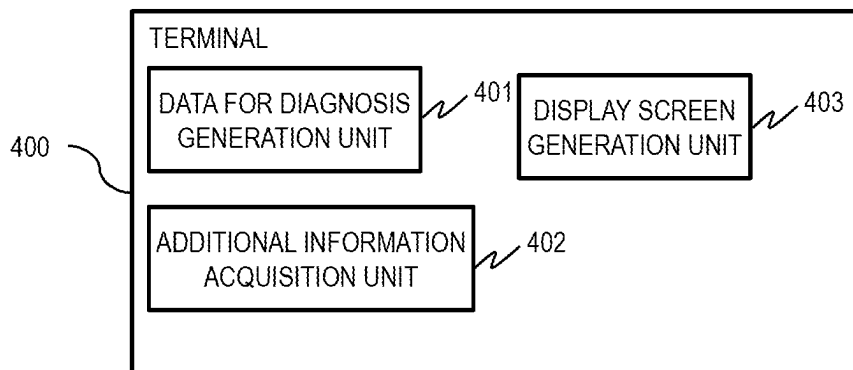 TERMINAL
DATA FOR DIAGNOSIS
GENERATION UNIT
401
DISPLAY SCREEN
GENERATION UNIT
403
400
ADDITIONAL INFORMATION
ACQUISITION UNIT
402